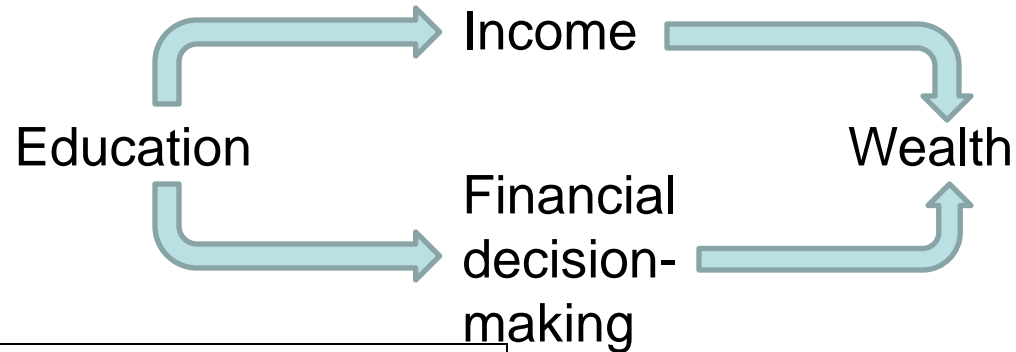 Income
Education
Wealth
Financial
decision-
making